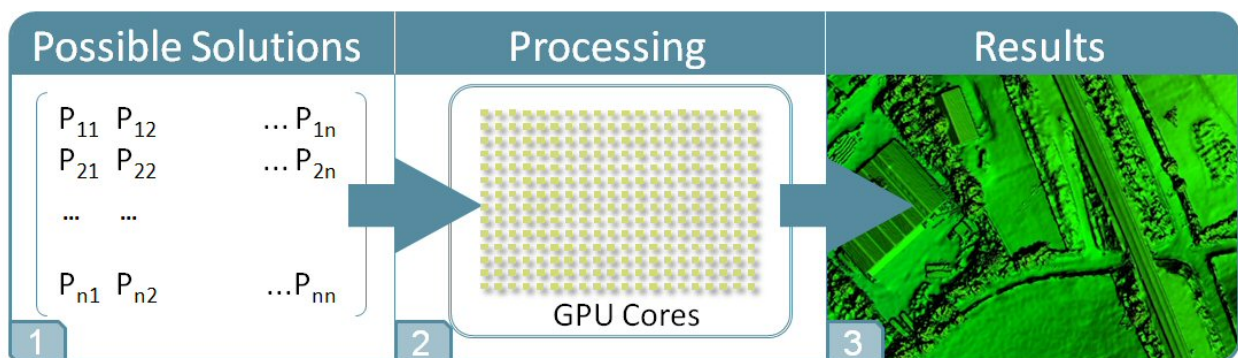 Possible Solutions
P11 P12 ...P1n
P21 P22 ...P2n
... ...
Pn1 Pn2 ...Pnn
1
Processing
GPU Cores
2
Results
3